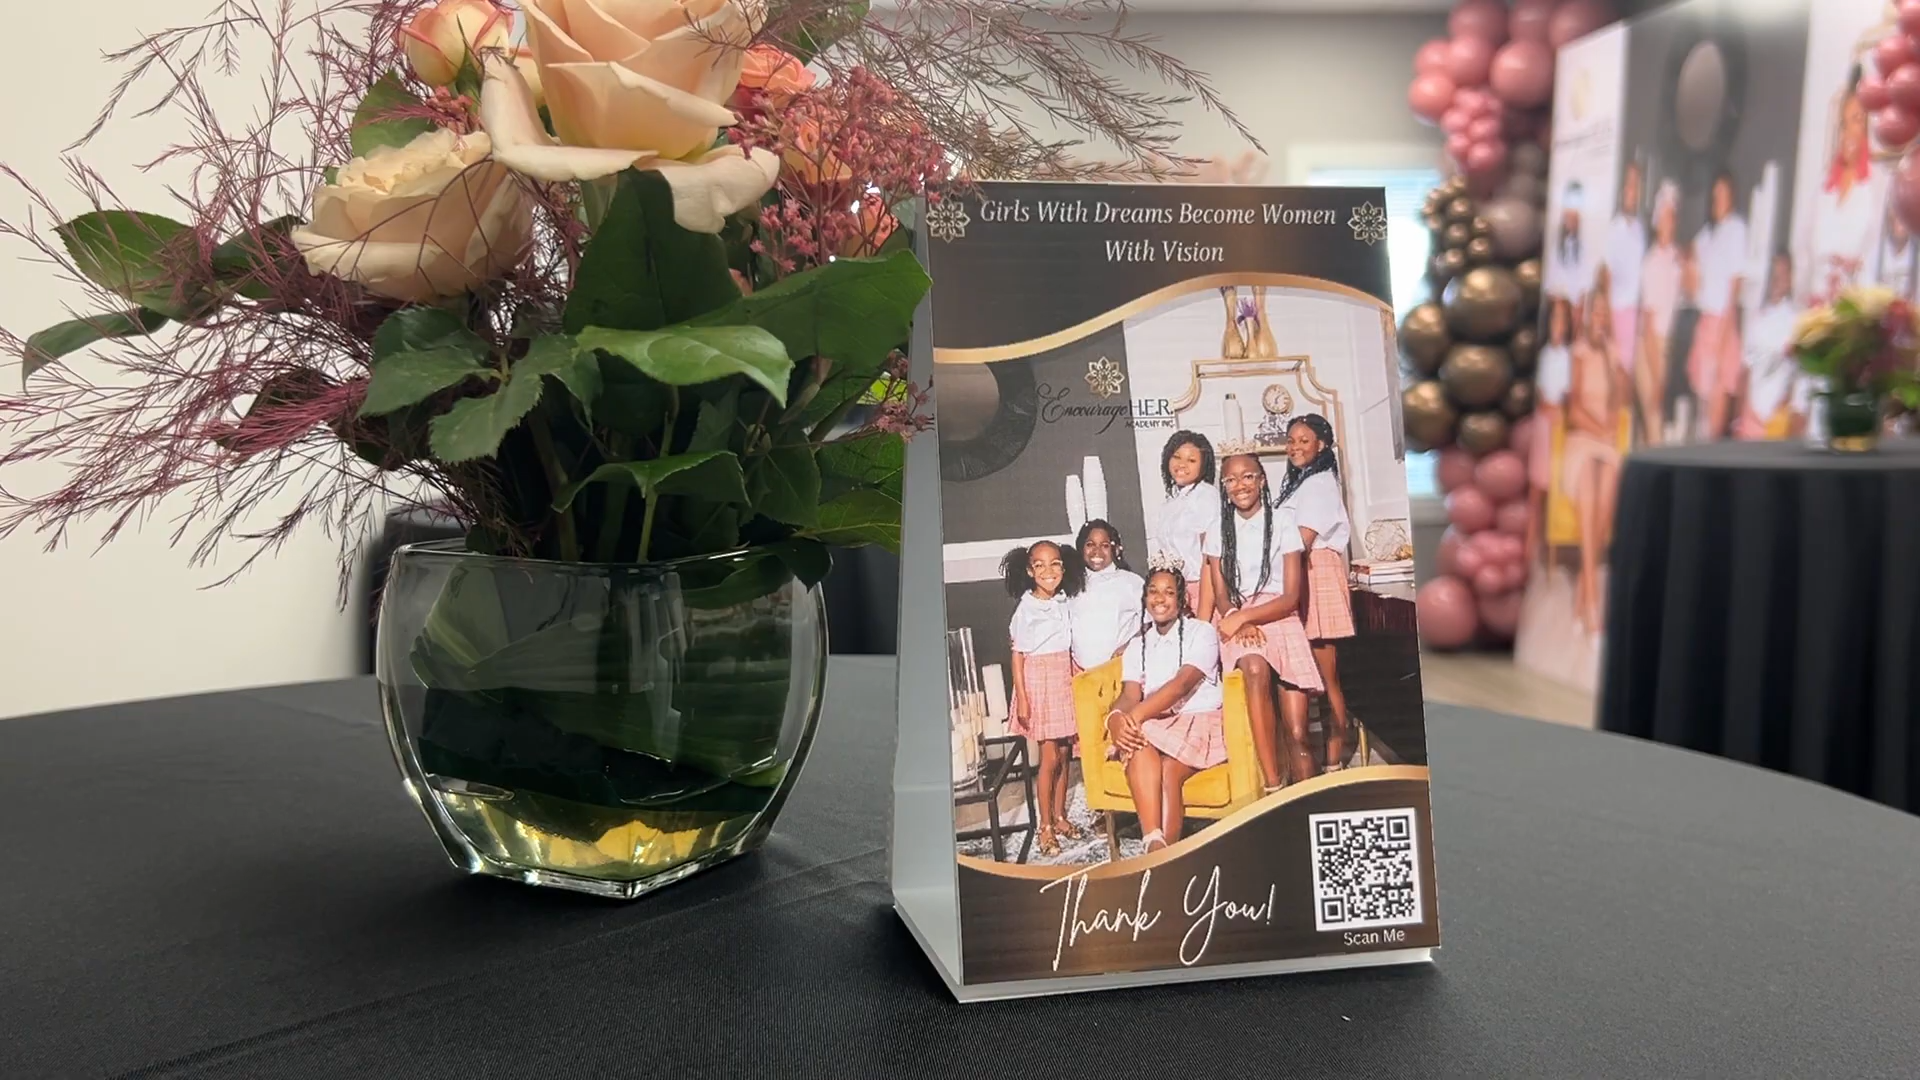 Girls With Dreams Become Women
With Vision
Encourage H.E.R.
ACADEMY INC.
Thank You!
Scan Me